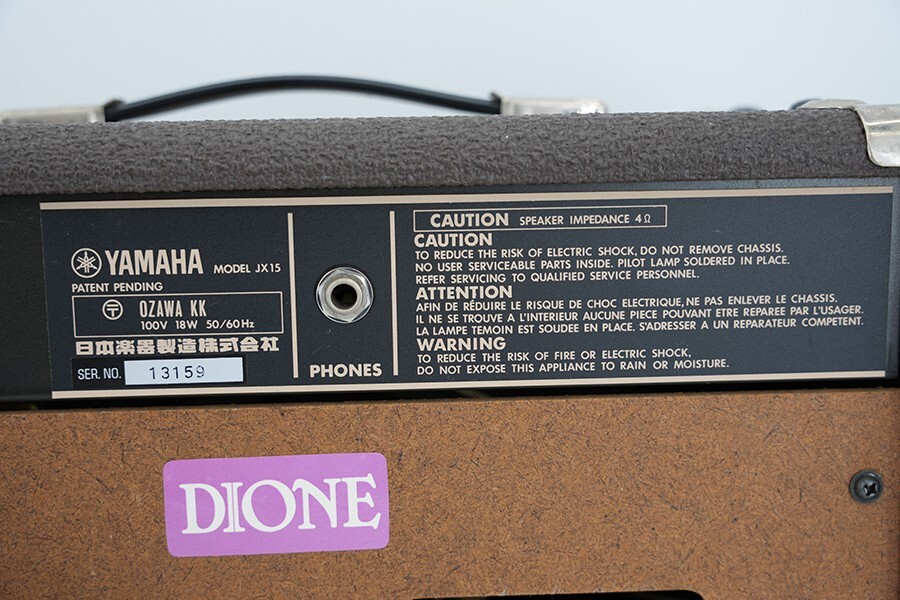 YAMAHA MODEL JX15
PATENT PENDING
〒 OZAWA KK
100V 18W 50/60Hz
日本楽器製造株式会社
SER. NO. 13159
PHONES
CAUTION SPEAKER IMPEDANCE 4Ω
CAUTION
TO REDUCE THE RISK OF ELECTRIC SHOCK, DO NOT REMOVE CHASSIS.
NO USER SERVICEABLE PARTS INSIDE. PILOT LAMP SOLDERED IN PLACE.
REFER SERVICING TO QUALIFIED SERVICE PERSONNEL.
ATTENTION
AFIN DE REDUIRE LE RISQUE DE CHOC ELECTRIQUE, NE PAS ENLEVER LE CHASSIS.
IL NE SE TROUVE A L'INTERIEUR AUCUNE PIECE POUVANT ETRE REPAREE PAR L'USAGER.
LA LAMPE TEMOIN EST SOUDEE EN PLACE. S'ADRESSER A UN REPARATEUR COMPETENT.
WARNING
TO REDUCE THE RISK OF FIRE OR ELECTRIC SHOCK,
DO NOT EXPOSE THIS APPLIANCE TO RAIN OR MOISTURE.
DIONE